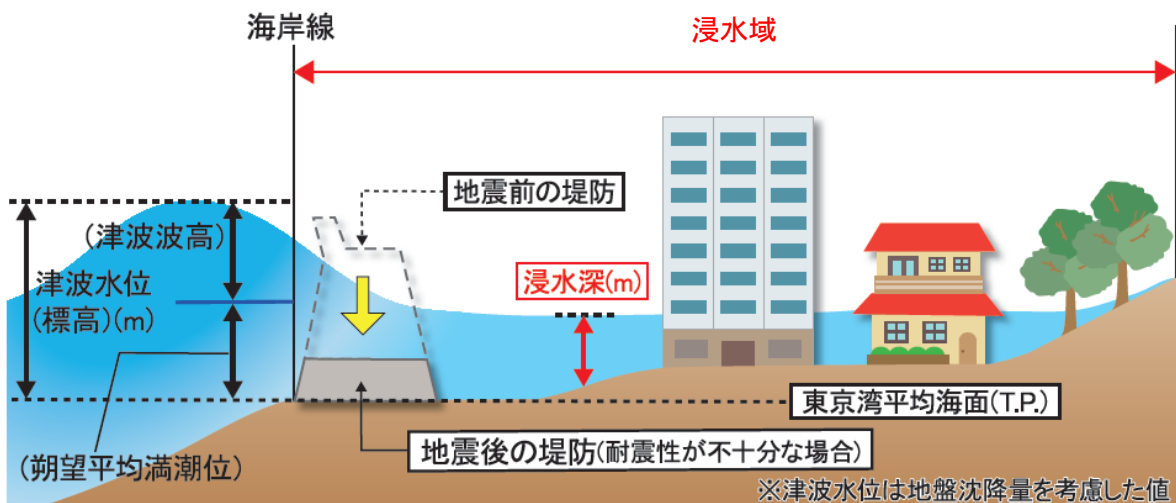 海岸線
浸水域
地震前の堤防
(津波波高)
津波水位
(標高)(m)
浸水深(m)
東京湾平均海面(T.P.)
地震後の堤防(耐震性が不十分な場合)
(朔望平均満潮位)
※津波水位は地盤沈降量を考慮した値